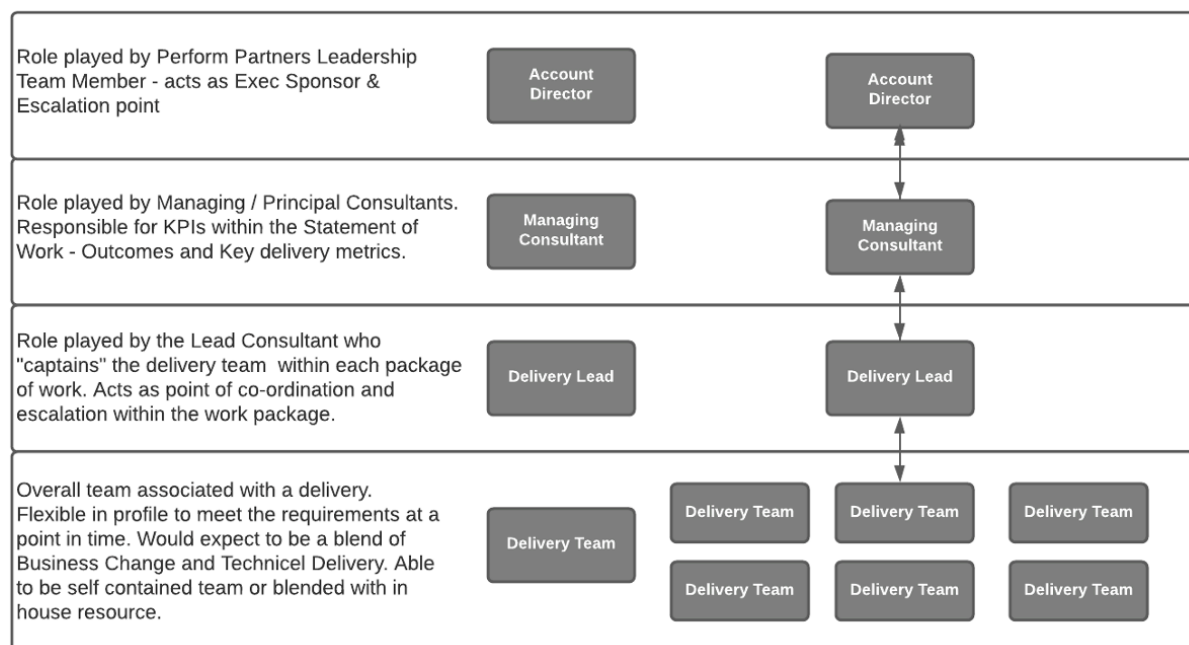 Role played by Perform Partners Leadership
Team Member - acts as Exec Sponsor &
Escalation point
Account
Director
Account
Director
Role played by Managing / Principal Consultants.
Responsible for KPIs within the Statement of
Work - Outcomes and Key delivery metrics.
Managing
Consultant
Managing
Consultant
Role played by the Lead Consultant who
"captains" the delivery team within each package
of work. Acts as point of co-ordination and
escalation within the work package.
Delivery Lead
Delivery Lead
Overall team associated with a delivery.
Flexible in profile to meet the requirements at a
point in time. Would expect to be a blend of
Business Change and Technicel Delivery. Able
to be self contained team or blended with in
house resource.
Delivery Team
Delivery Team
Delivery Team
Delivery Team
Delivery Team
Delivery Team
Delivery Team